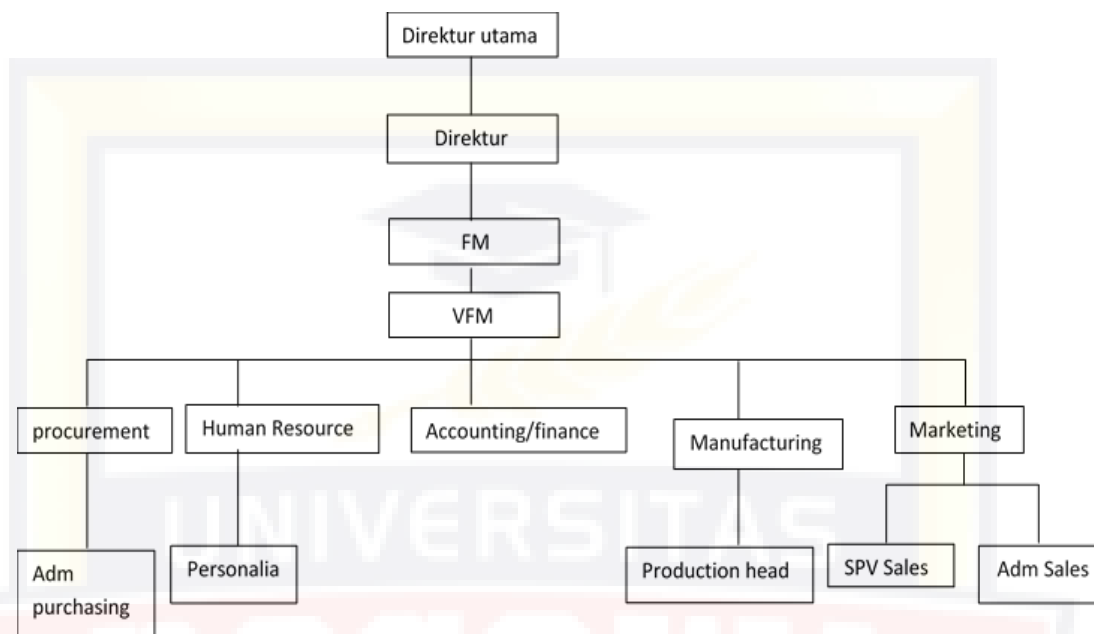 Direktur utama
Direktur
FM
VFM
procurement
Human Resource
Accounting/finance
Manufacturing
Marketing
Adm
purchasing
Personalia
Production head
SPV Sales
Adm Sales
UNIVERSITAS